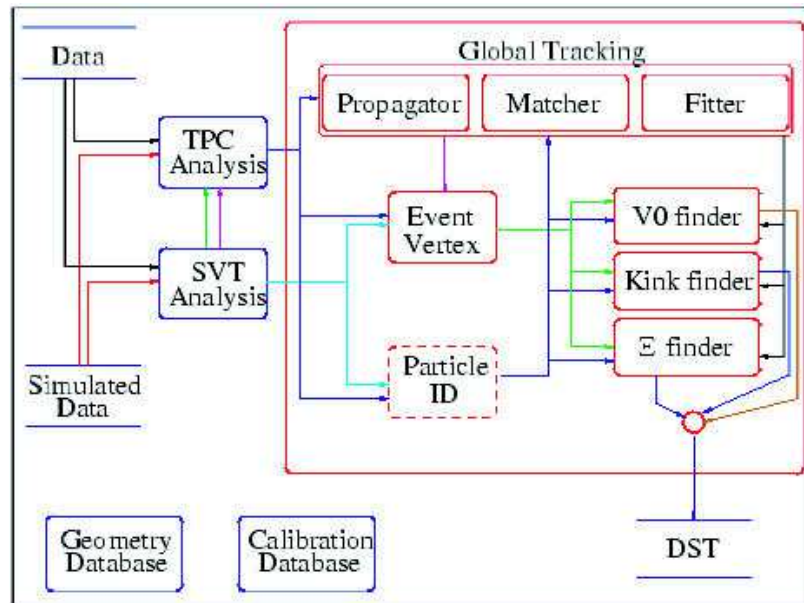 Data
Global Tracking
Propagator
Matcher
Fitter
TPC
Analysis
Event
Vertex
V0 finder
SVT
Analysis
Kink finder
Ξ finder
Particle
ID
Simulated
Data
Geometry
Database
Calibration
Database
DST